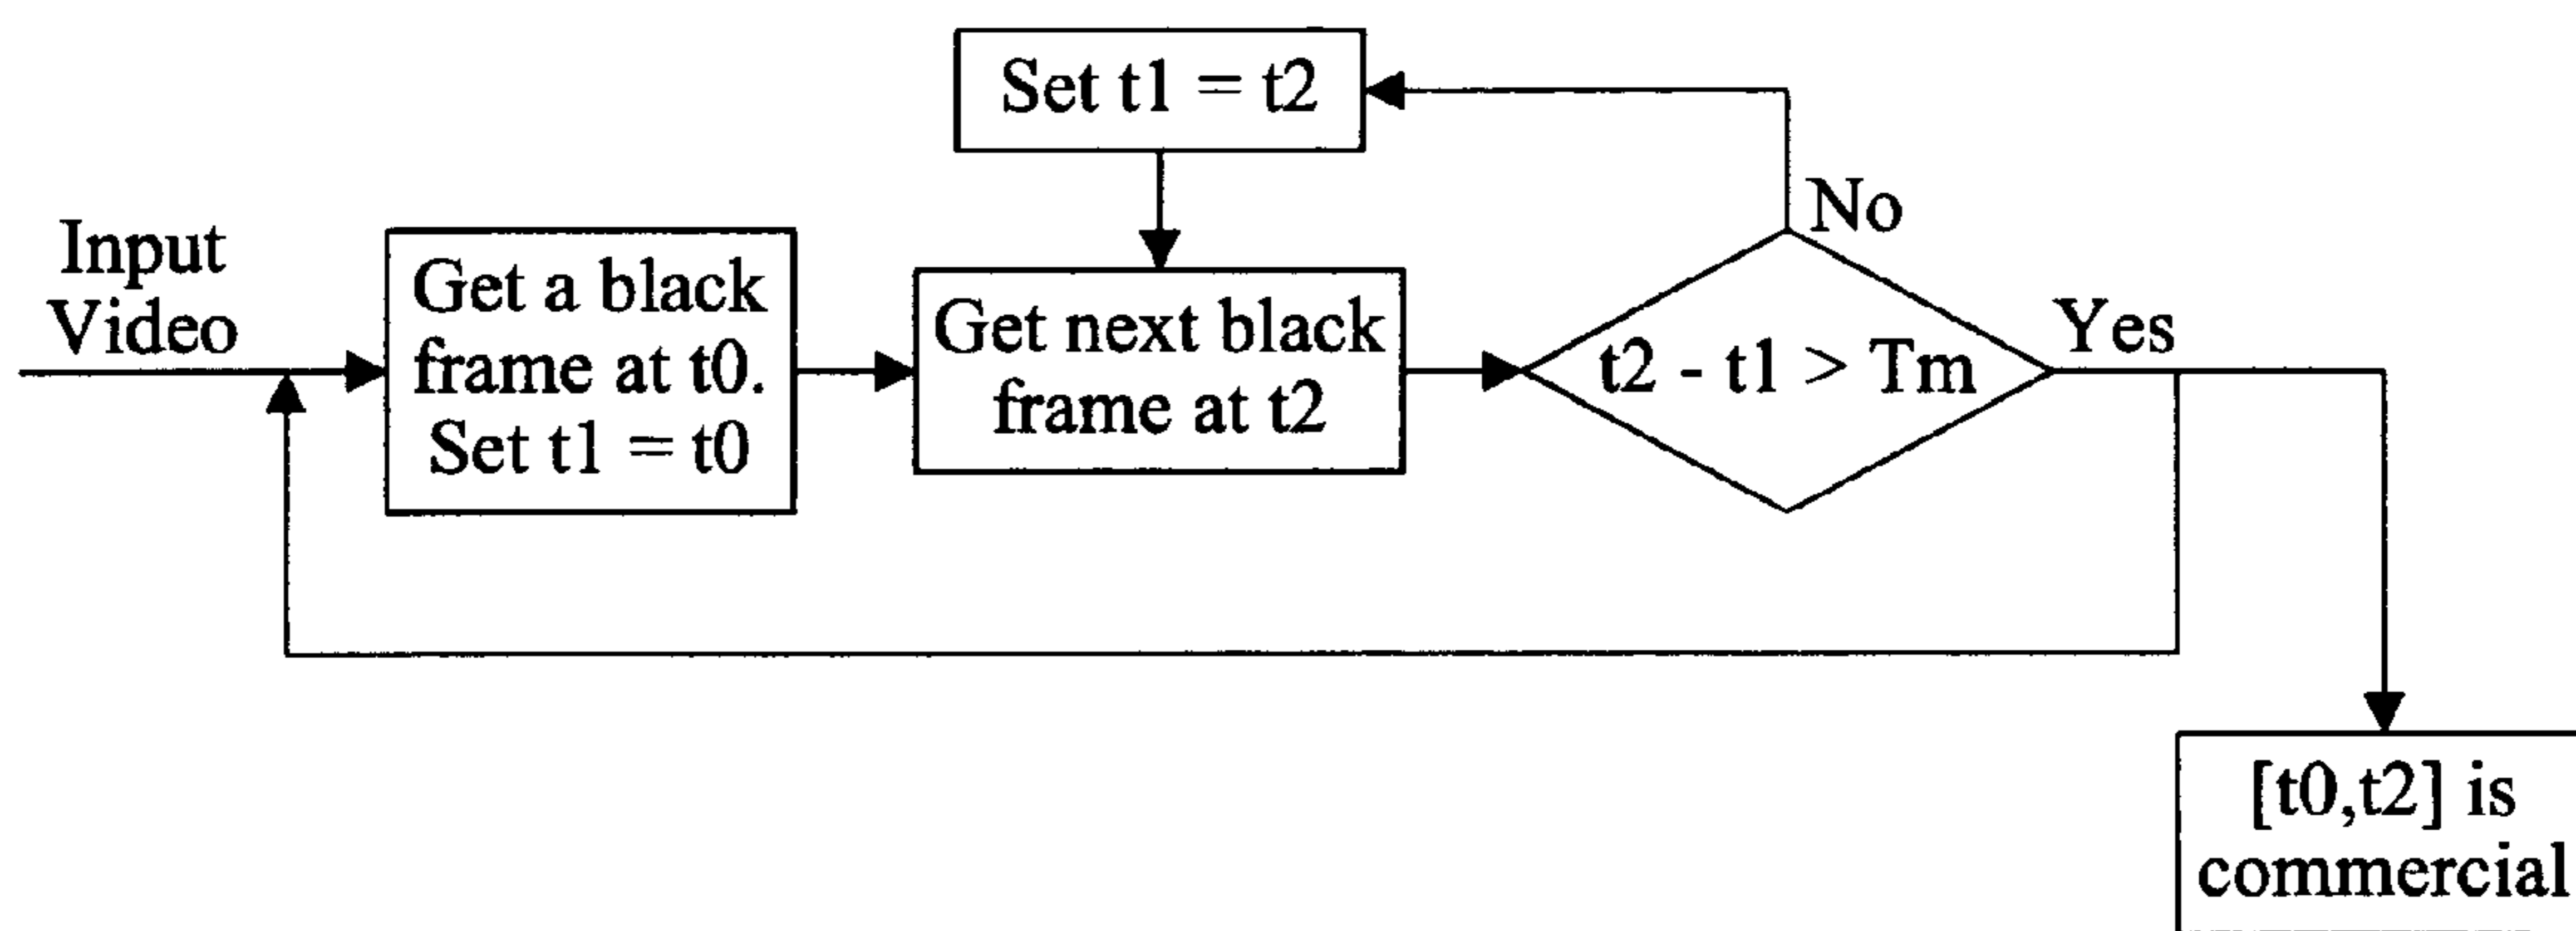 Set t1 = t2
Input
Video
Get a black
frame at t0.
Set t1 = t0
Get next black
frame at t2
t2 - t1 > Tm
No
Yes
[t0,t2] is
commercial